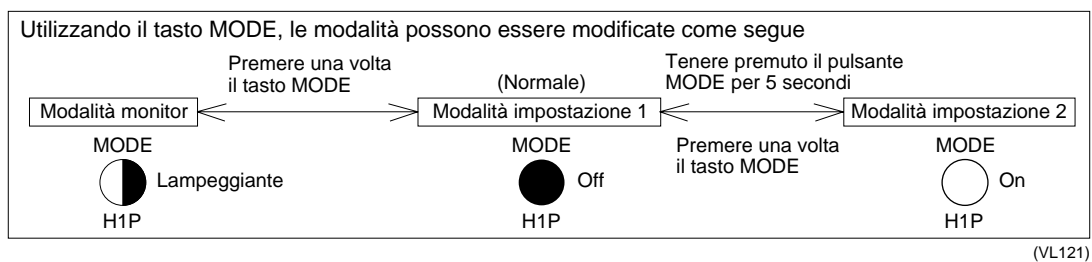 Utilizzando il tasto MODE, le modalità possono essere modificate come segue
Premere una volta
il tasto MODE
(Normale)
Tenere premuto il pulsante
MODE per 5 secondi
Modalità monitor
Modalità impostazione 1
Modalità impostazione 2
Premere una volta
il tasto MODE
MODE
Lampeggiante
H1P
MODE
Off
H1P
MODE
On
H1P
(VL121)